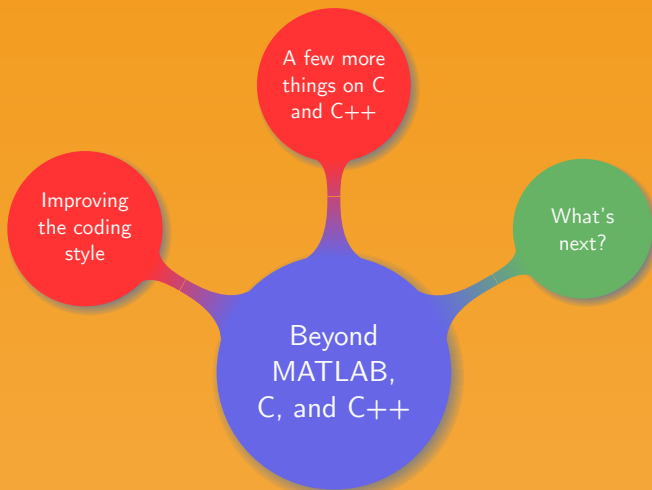 A few more
things on C
and C++
Improving
the coding
style
What's
next?
Beyond
MATLAB,
C, and C++